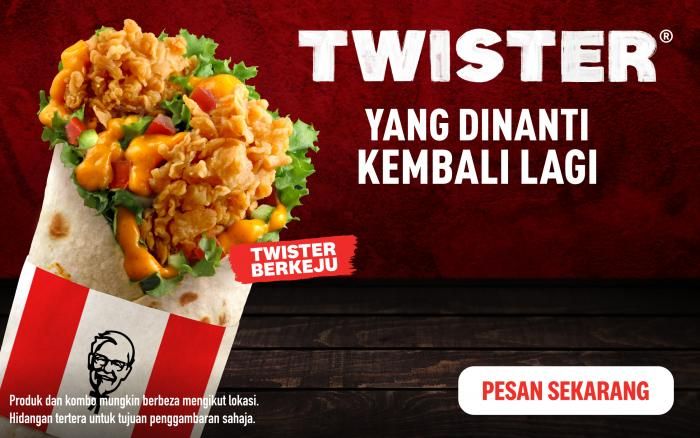 TWISTER®
YANG DINANTI
KEMBALI LAGI
TWISTER
BERKEJU
Produk dan kombo mungkin berbeza mengikut lokasi.
Hidangan tertera untuk tujuan penggambaran sahaja.
PESAN SEKARANG